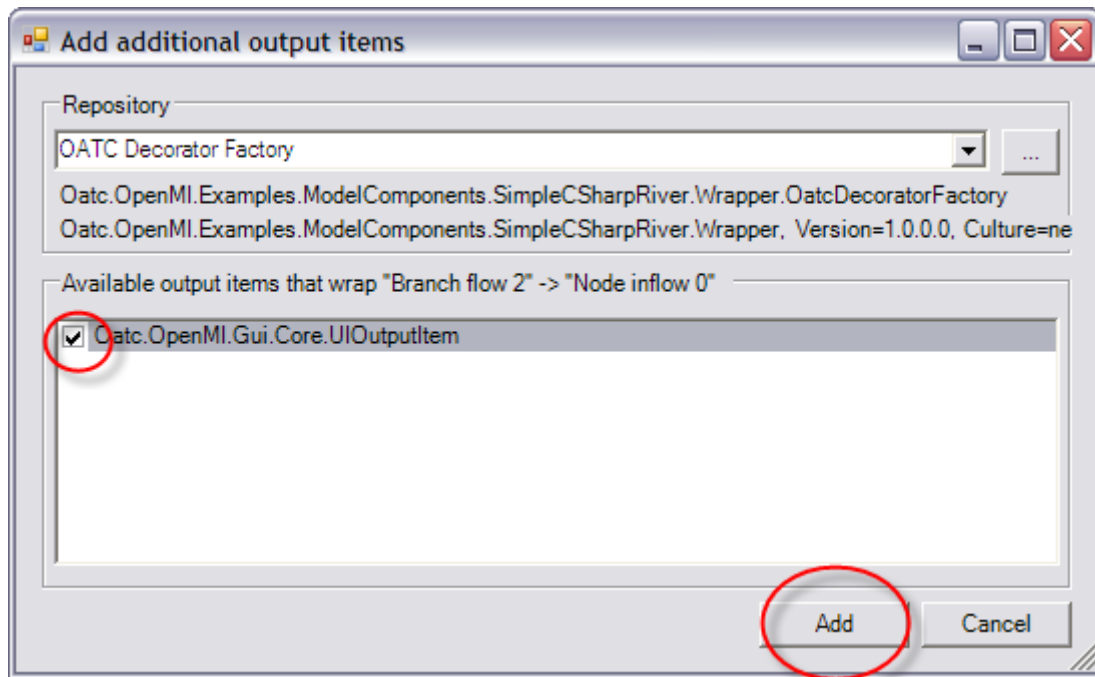 Add additional output items
Repository
OATC Decorator Factory
...
Oatc.OpenMI.Examples.ModelComponents.SimpleCSharpRiver.Wrapper.OatcDecoratorFactory
Oatc.OpenMI.Examples.ModelComponents.SimpleCSharpRiver.Wrapper, Version=1.0.0.0, Culture=ne
Available output items that wrap "Branch flow 2" -> "Node inflow 0"
Oatc.OpenMI.Gui.Core.UIOutputItem
Add
Cancel